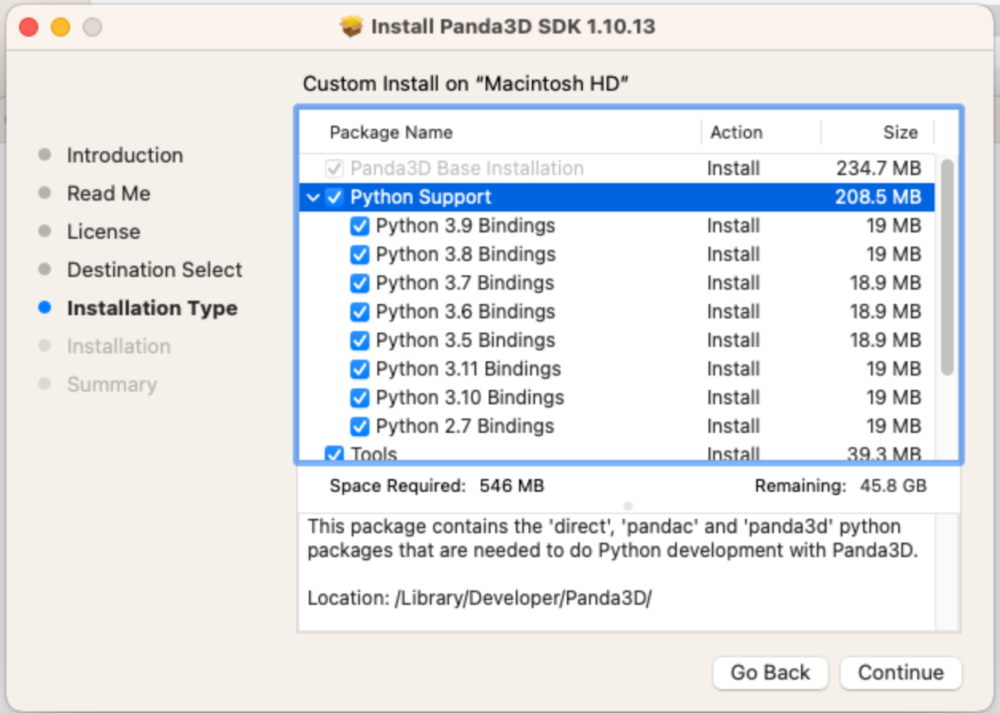 Install Panda3D SDK 1.10.13
Custom Install on “Macintosh HD”
Introduction
Read Me
License
Destination Select
Installation Type
Installation
Summary
Package Name Action Size
Panda3D Base Installation Install 234.7 MB
Python Support 208.5 MB
Python 3.9 Bindings Install 19 MB
Python 3.8 Bindings Install 19 MB
Python 3.7 Bindings Install 18.9 MB
Python 3.6 Bindings Install 18.9 MB
Python 3.5 Bindings Install 18.9 MB
Python 3.11 Bindings Install 19 MB
Python 3.10 Bindings Install 19 MB
Python 2.7 Bindings Install 19 MB
Tools Install 39.3 MB
Space Required: 546 MB Remaining: 45.8 GB
This package contains the 'direct', 'pandac' and 'panda3d' python
packages that are needed to do Python development with Panda3D.
Location: /Library/Developer/Panda3D/
Go Back Continue